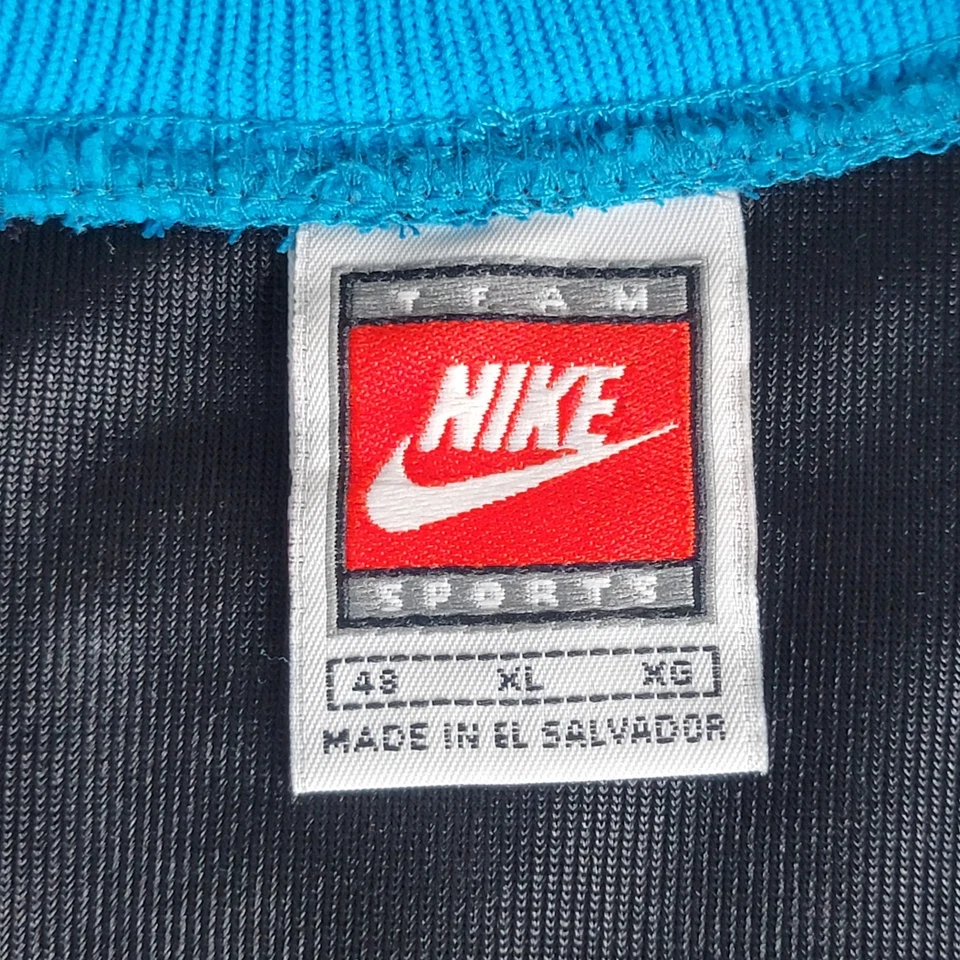 TEAM
NIKE
SPORTS
48 XL XG
MADE IN EL SALVADOR